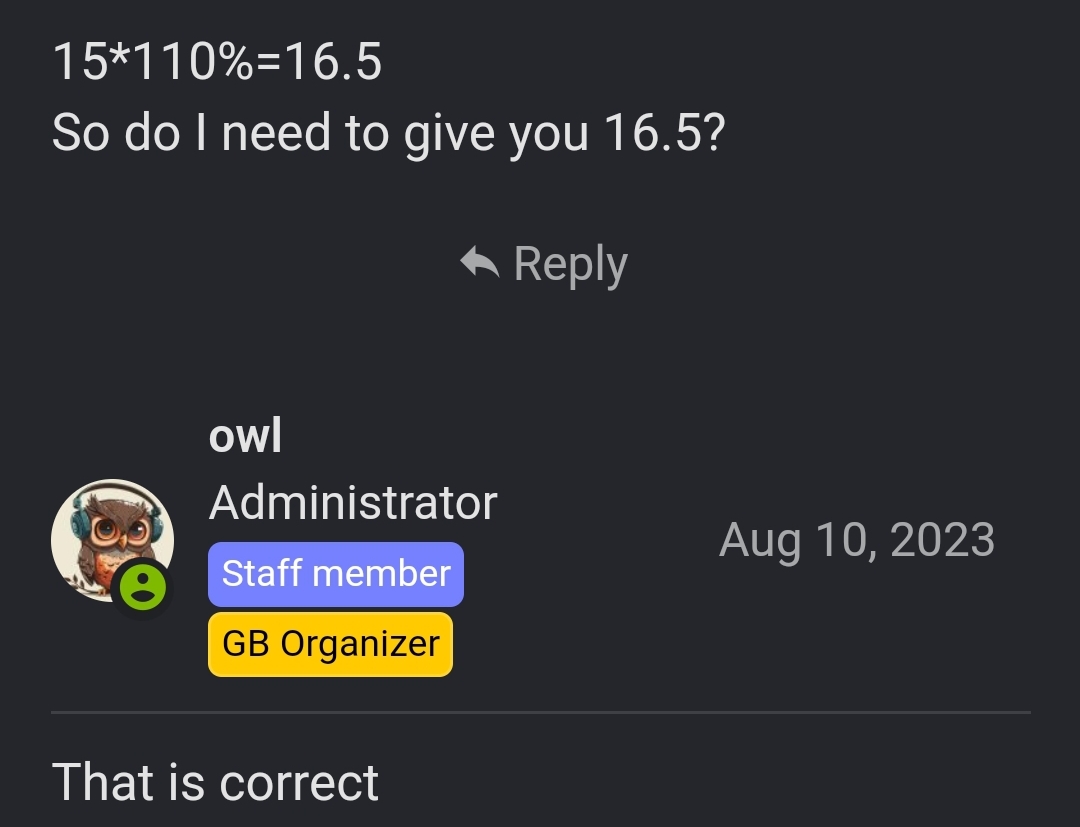 15*110%=16.5
So do I need to give you 16.5?
Reply
owl
Administrator
Staff member
Aug 10, 2023
GB Organizer
That is correct